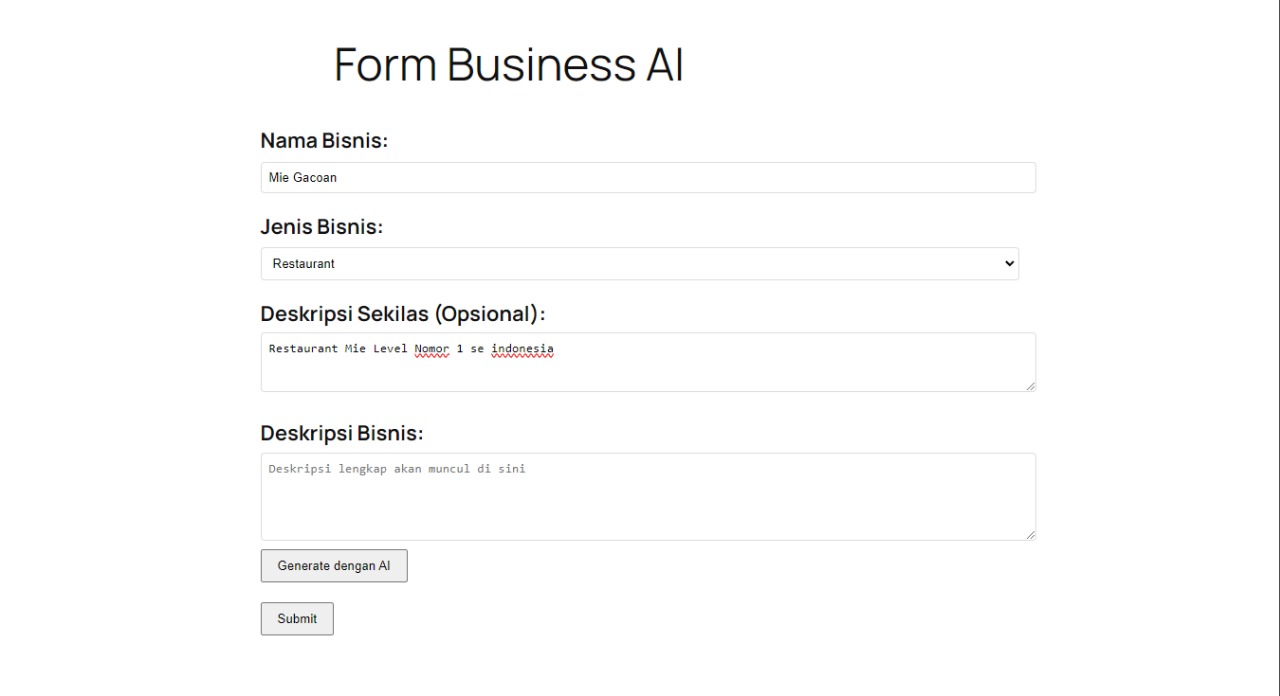 Form Business AI
Nama Bisnis:
Mie Gacoan
Jenis Bisnis:
Restaurant
Deskripsi Sekilas (Opsional):
Restaurant Mie Level Nomor 1 se indonesia
Deskripsi Bisnis:
Deskripsi lengkap akan muncul di sini
Generate dengan AI
Submit